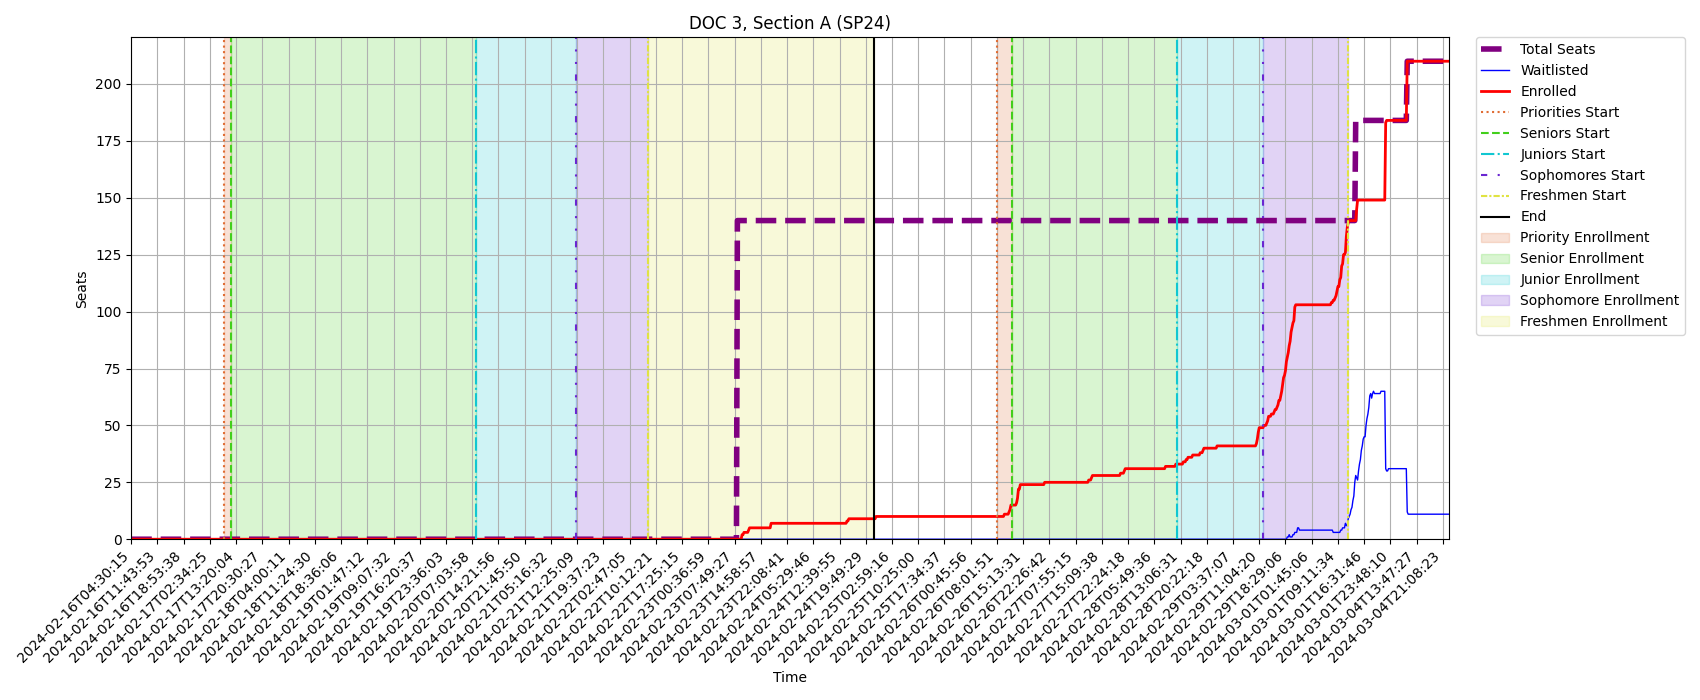 DOC 3, Section A (SP24)
Seats
200
175
150
125
100
75
50
25
0
2024-02-16T04:30:15
2024-02-16T11:43:53
2024-02-16T18:53:38
2024-02-17T02:34:25
2024-02-17T13:20:04
2024-02-17T20:30:27
2024-02-18T04:00:11
2024-02-18T11:24:30
2024-02-18T18:36:06
2024-02-19T01:47:12
2024-02-19T09:07:32
2024-02-19T16:20:37
2024-02-19T23:36:03
2024-02-20T07:03:58
2024-02-20T14:21:56
2024-02-20T21:45:50
2024-02-21T05:16:32
2024-02-21T12:25:09
2024-02-21T19:37:23
2024-02-22T02:47:05
2024-02-22T10:12:21
2024-02-22T17:25:15
2024-02-23T00:36:59
2024-02-23T07:49:27
2024-02-23T14:58:57
2024-02-23T22:08:41
2024-02-24T05:29:46
2024-02-24T12:39:55
2024-02-24T19:49:29
2024-02-25T02:59:16
2024-02-25T10:25:00
2024-02-25T17:34:37
2024-02-26T00:45:56
2024-02-26T08:01:51
2024-02-26T15:13:31
2024-02-26T22:26:42
2024-02-27T07:55:15
2024-02-27T15:09:38
2024-02-27T22:24:18
2024-02-28T05:49:36
2024-02-28T13:06:31
2024-02-28T20:22:18
2024-02-29T03:37:07
2024-02-29T11:04:20
2024-02-29T18:29:06
2024-03-01T01:45:06
2024-03-01T09:11:34
2024-03-01T16:31:46
2024-03-01T23:48:10
2024-03-04T13:47:27
2024-03-04T21:08:23
Time
Total Seats
Waitlisted
Enrolled
Priorities Start
Seniors Start
Juniors Start
Sophomores Start
Freshmen Start
End
Priority Enrollment
Senior Enrollment
Junior Enrollment
Sophomore Enrollment
Freshmen Enrollment